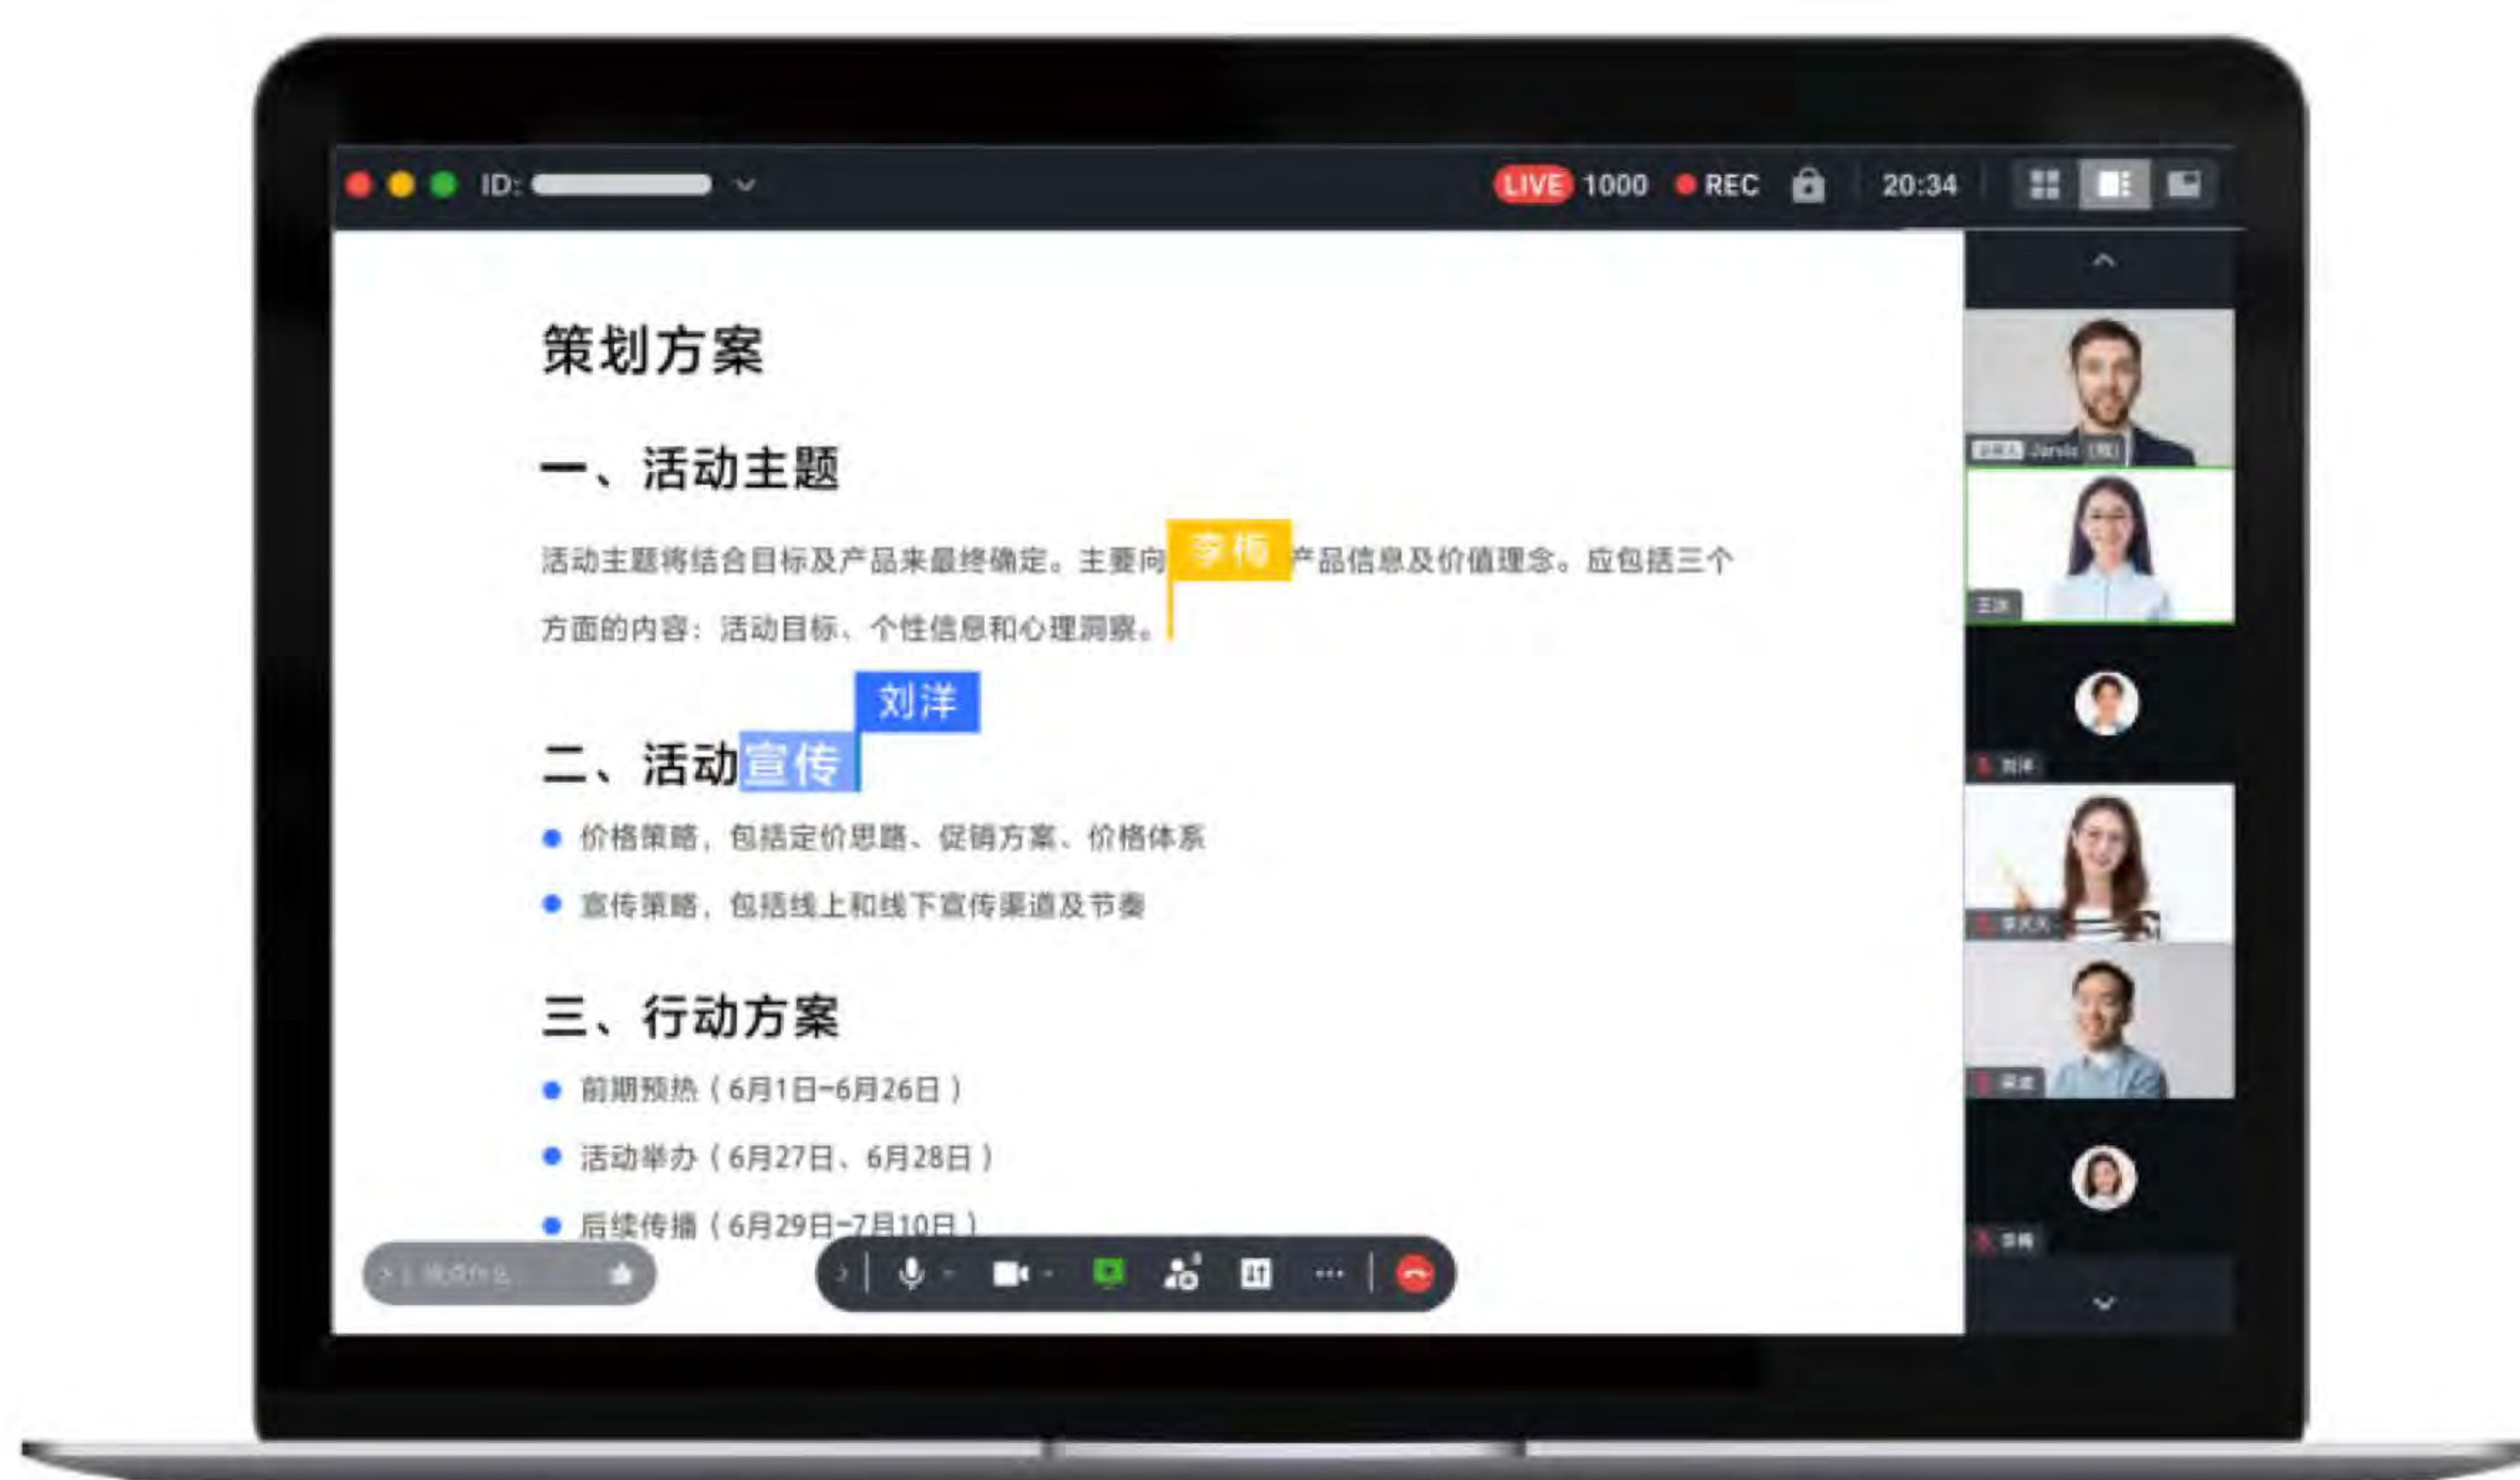 ID:
LIVE 1000 REC 20:34
策划方案
一、活动主题
活动主题将结合目标及产品来最终确定。主要向 李梅 产品信息及价值理念。应包括三个
方面的内容：活动目标、个性信息和心理洞察。
刘洋
二、活动宣传
价格策略，包括定价思路、促销方案、价格体系
宣传策略，包括线上和线下宣传渠道及节奏
三、行动方案
前期预热（6月1日-6月26日）
活动举办（6月27日、6月28日）
后续传播（6月29日-7月10日）
刘洋
李梅